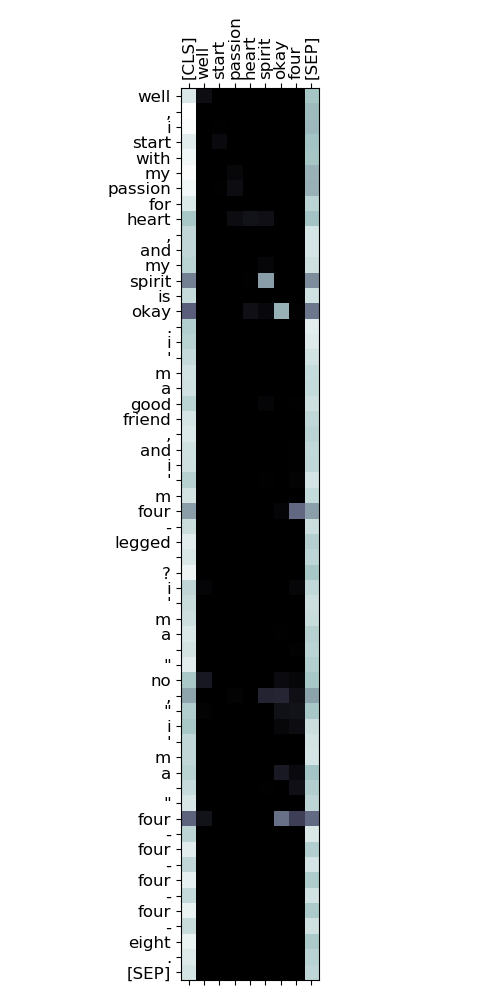 [CLS]
well
start
passion
heart
spirit
okay
four
[SEP]
well
,
i
start
with
my
passion
for
heart
,
and
my
spirit
is
okay
.
i
'
m
a
good
friend
,
and
i
'
m
four
-
legged
?
i
'
m
a
"
no
,
"
i
'
m
a
"
four
-
four
-
four
-
four
-
eight
.
[SEP]